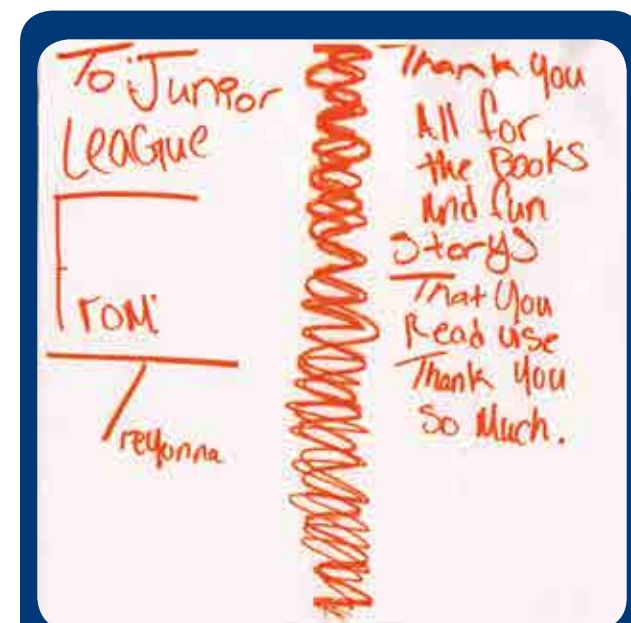 To: Junior
LeaGue
From:
Treyonna
Thank you
All for
the Books
And fun
Storys
That you
Read use
Thank you
So Much.